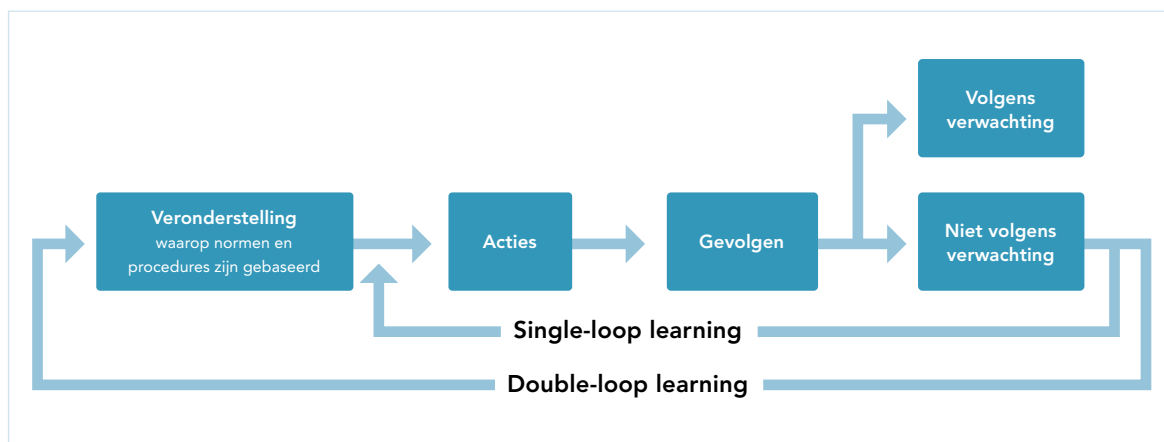 Volgens
verwachting
Veronderstelling
waarop normen en
procedures zijn gebaseerd
Acties
Gevolgen
Niet volgens
verwachting
Single-loop learning
Double-loop learning